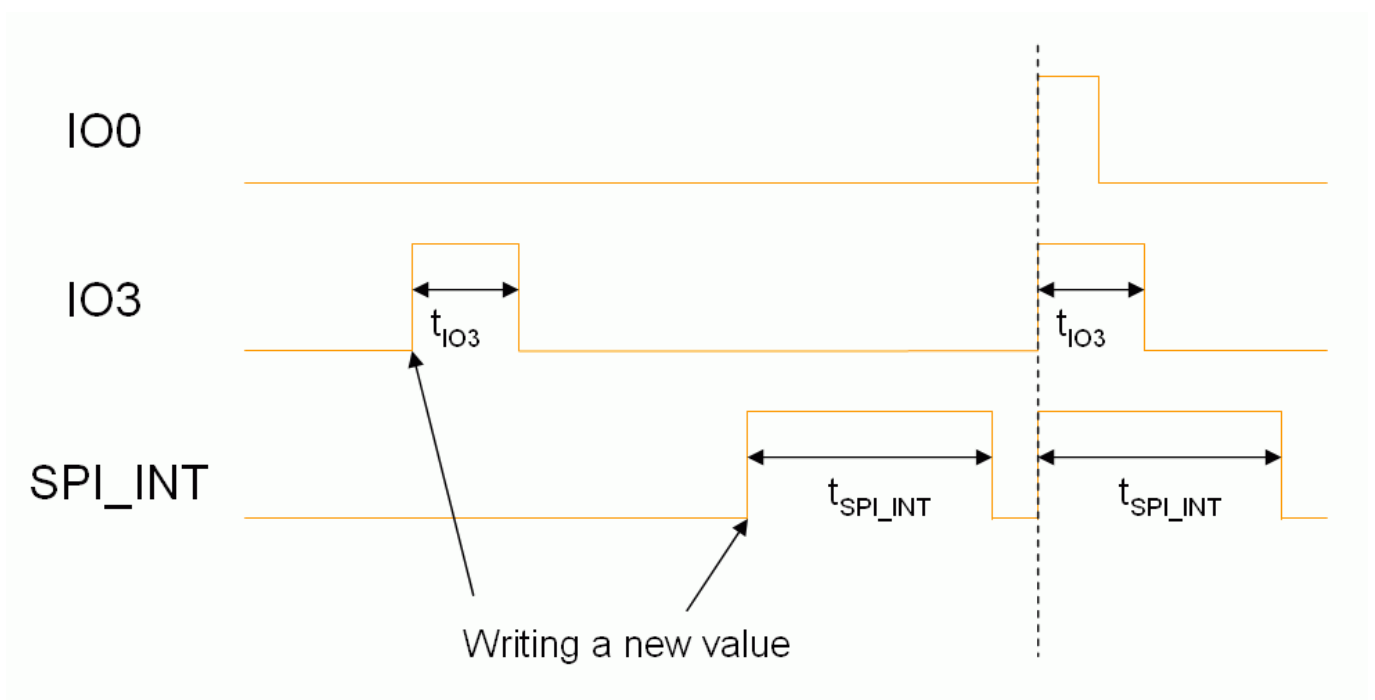 IO0
IO3
tIO3
tIO3
SPI_INT
tSPI_INT
tSPI_INT
Writing a new value